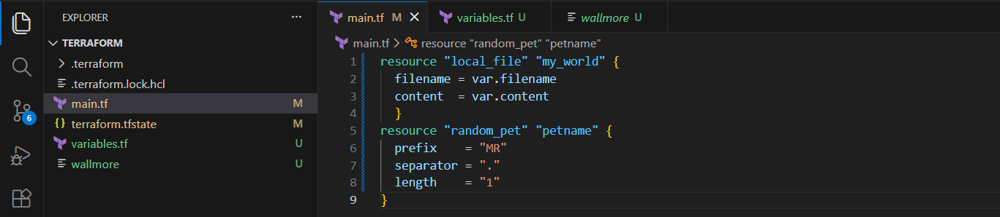 EXPLORER ...
TERRAFORM
.terraform
.terraform.lock.hcl
main.tf M
terraform.tfstate M
variables.tf U
wallmore U
6
main.tf M
variables.tf U
wallmore U
main.tf > resource "random_pet" "petname"
1 resource "local_file" "my_world" {
2   filename = var.filename
3   content  = var.content
4   }
5 resource "random_pet" "petname" {
6   prefix    = "MR"
7   separator = "."
8   length    = "1"
9 }